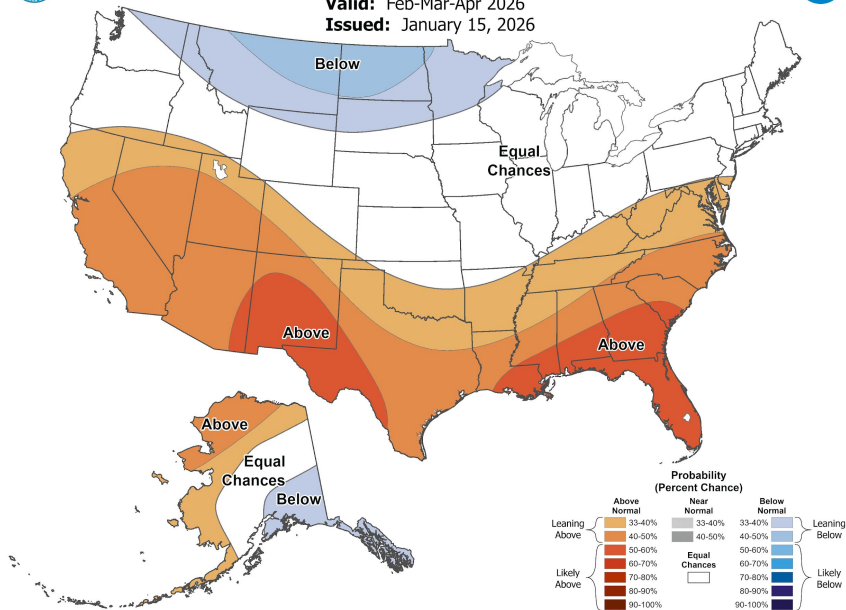 Valid: Feb-Mar-Apr 2026
Issued: January 15, 2026
Below
Equal
Chances
Above
Above
Above
Equal
Chances
Below
Probability
(Percent Chance)
Above
Normal
Near
Normal
Below
Normal
Leaning
Above
33-40%
33-40%
33-40%
Leaning
Below
40-50%
40-50%
40-50%
Likely
Above
50-60%
Equal
Chances
50-60%
Likely
Below
60-70%
60-70%
70-80%
70-80%
80-90%
80-90%
90-100%
90-100%